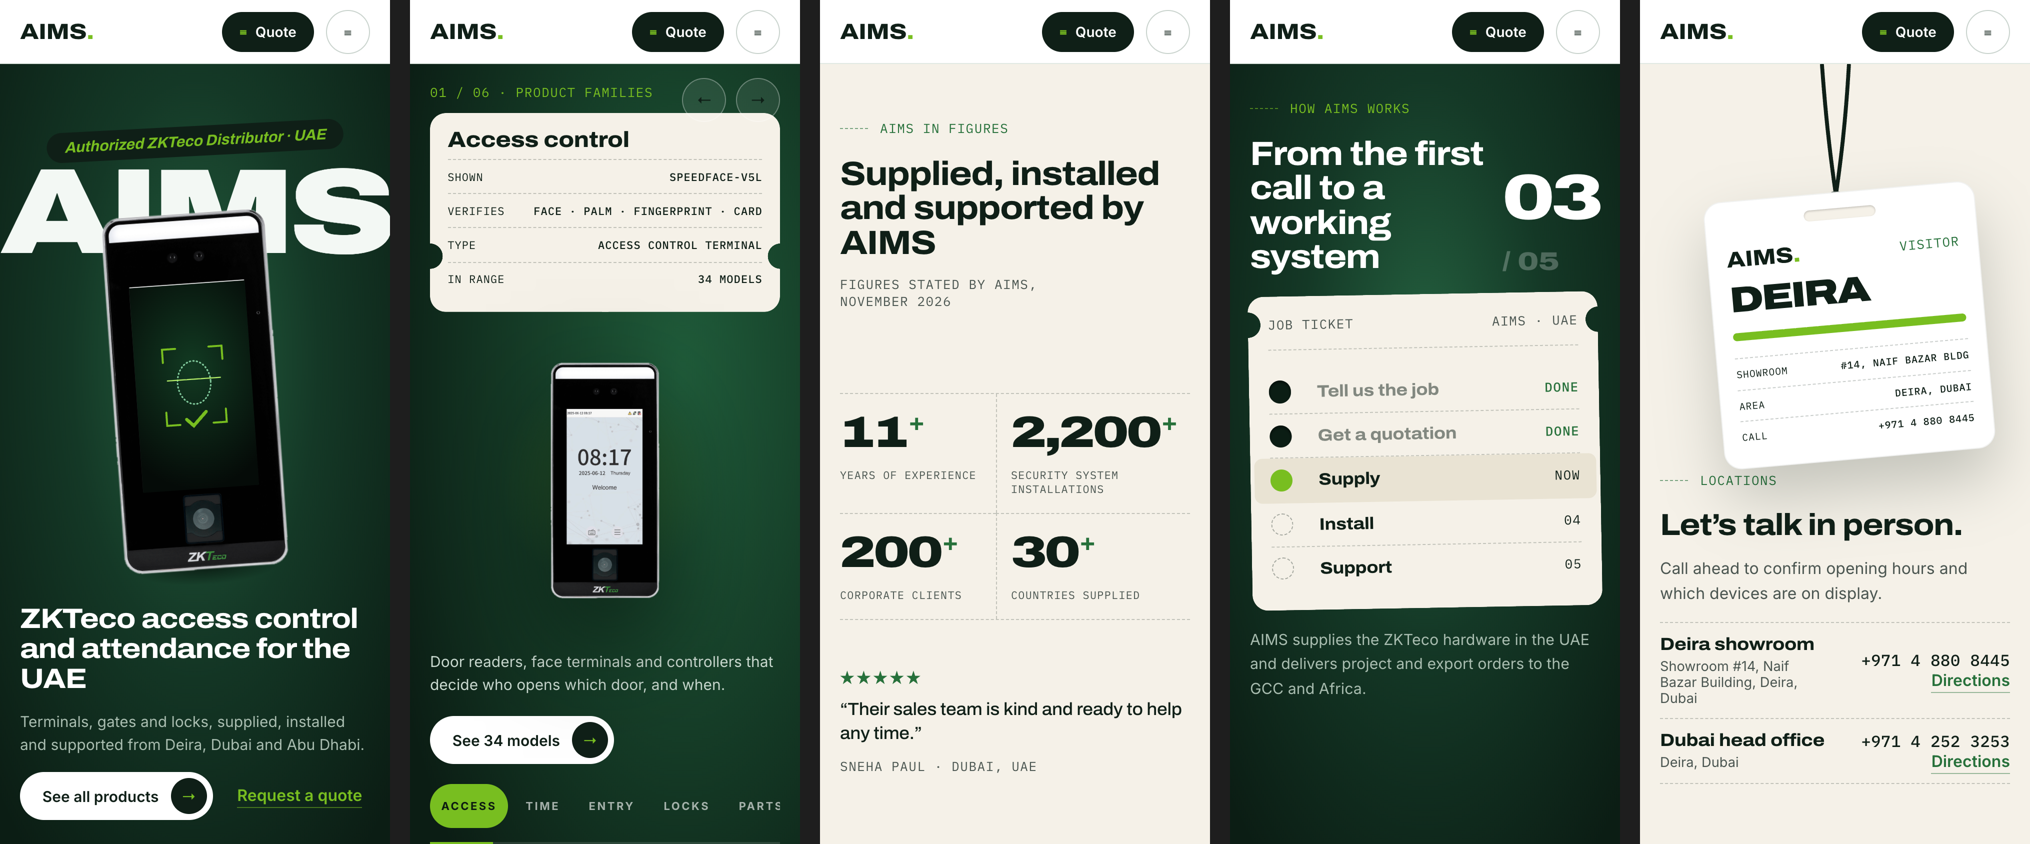 AIMS.
Quote
Authorized ZKTeco Distributor · UAE
AIMS
ZKTeco
ZKTeco access control
and attendance for the
UAE
Terminals, gates and locks, supplied, installed
and supported from Deira, Dubai and Abu Dhabi.
See all products →
Request a quote
AIMS.
Quote
01 / 06 · PRODUCT FAMILIES
← →
Access control
SHOWN SPEEDFACE-V5L
VERIFIES FACE · PALM · FINGERPRINT · CARD
TYPE ACCESS CONTROL TERMINAL
IN RANGE 34 MODELS
08:17
2025-06-12 Thursday
Welcome
ZKTeco
Door readers, face terminals and controllers that
decide who opens which door, and when.
See 34 models →
ACCESS TIME ENTRY LOCKS PARTS
AIMS.
Quote
AIMS IN FIGURES
Supplied, installed
and supported by
AIMS
FIGURES STATED BY AIMS,
NOVEMBER 2026
11+
YEARS OF EXPERIENCE
2,200+
SECURITY SYSTEM
INSTALLATIONS
200+
CORPORATE CLIENTS
30+
COUNTRIES SUPPLIED
★★★★★
“Their sales team is kind and ready to help
any time.”
SNEHA PAUL · DUBAI, UAE
AIMS.
Quote
HOW AIMS WORKS
From the first
call to a
working
system
03
/ 05
JOB TICKET AIMS · UAE
Tell us the job DONE
Get a quotation DONE
Supply NOW
Install 04
Support 05
AIMS supplies the ZKTeco hardware in the UAE
and delivers project and export orders to the
GCC and Africa.
AIMS.
Quote
AIMS. VISITOR
DEIRA
SHOWROOM #14, NAIF BAZAR BLDG
AREA DEIRA, DUBAI
CALL +971 4 880 8445
LOCATIONS
Let’s talk in person.
Call ahead to confirm opening hours and
which devices are on display.
Deira showroom
Showroom #14, Naif
Bazar Building, Deira,
Dubai
+971 4 880 8445
Directions
Dubai head office
Deira, Dubai
+971 4 252 3253
Directions